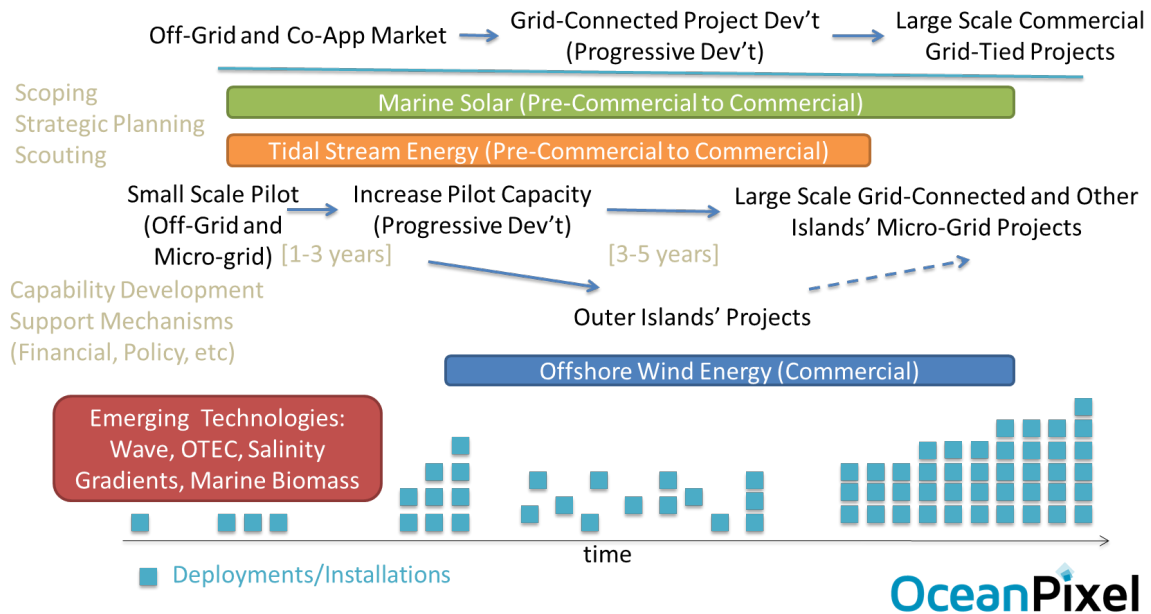 Off-Grid and Co-App Market
Grid-Connected Project Dev't
(Progressive Dev't)
Large Scale Commercial
Grid-Tied Projects
Scoping
Strategic Planning
Scouting
Marine Solar (Pre-Commercial to Commercial)
Tidal Stream Energy (Pre-Commercial to Commercial)
Small Scale Pilot
(Off-Grid and
Micro-grid)
[1-3 years]
Increase Pilot Capacity
(Progressive Dev't)
[3-5 years]
Large Scale Grid-Connected and Other
Islands' Micro-Grid Projects
Capability Development
Support Mechanisms
(Financial, Policy, etc)
Outer Islands' Projects
Offshore Wind Energy (Commercial)
Emerging Technologies:
Wave, OTEC, Salinity
Gradients, Marine Biomass
time
Deployments/Installations
OceanPixel